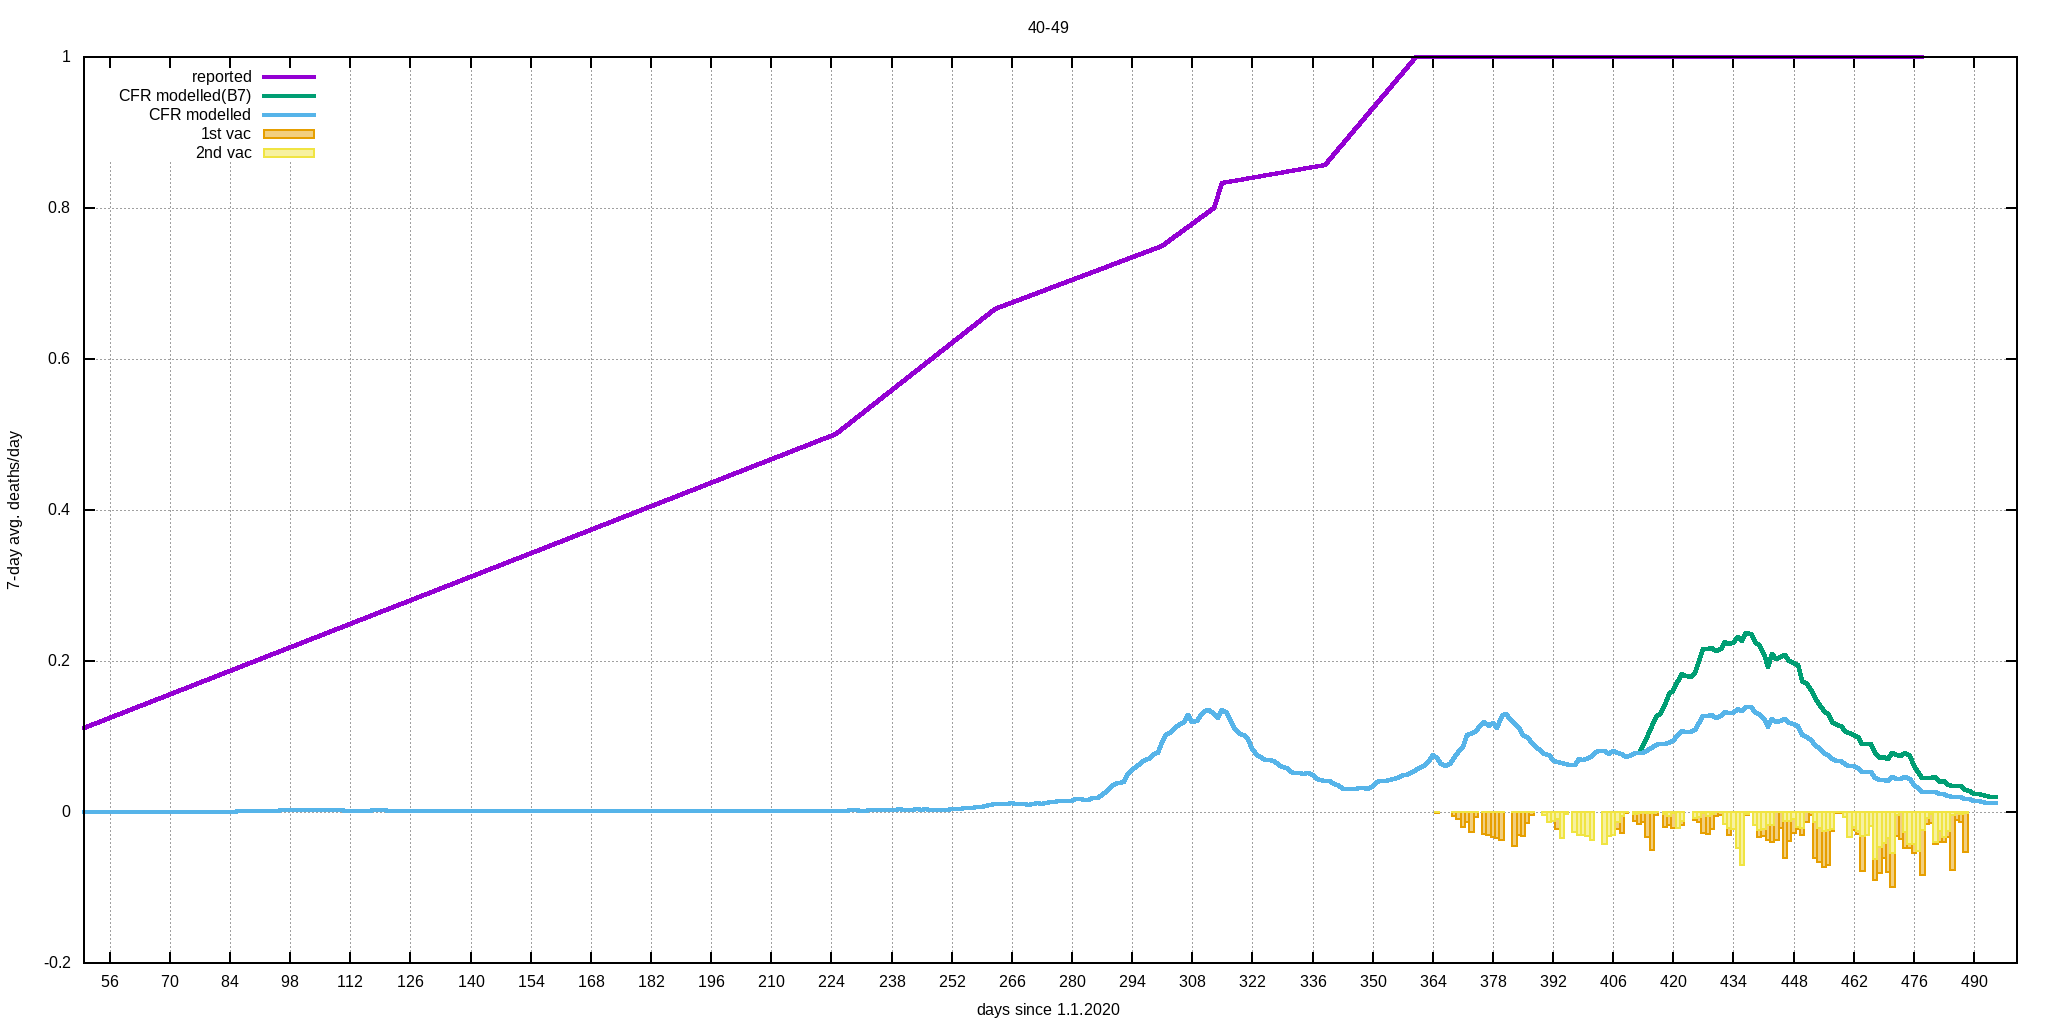 40-49
reported
CFR modelled(B7)
CFR modelled
1st vac
2nd vac
1
0.8
0.6
0.4
0.2
0
-0.2
7-day avg. deaths/day
56 70 84 98 112 126 140 154 168 182 196 210 224 238 252 266 280 294 308 322 336 350 364 378 392 406 420 434 448 462 476 490
days since 1.1.2020